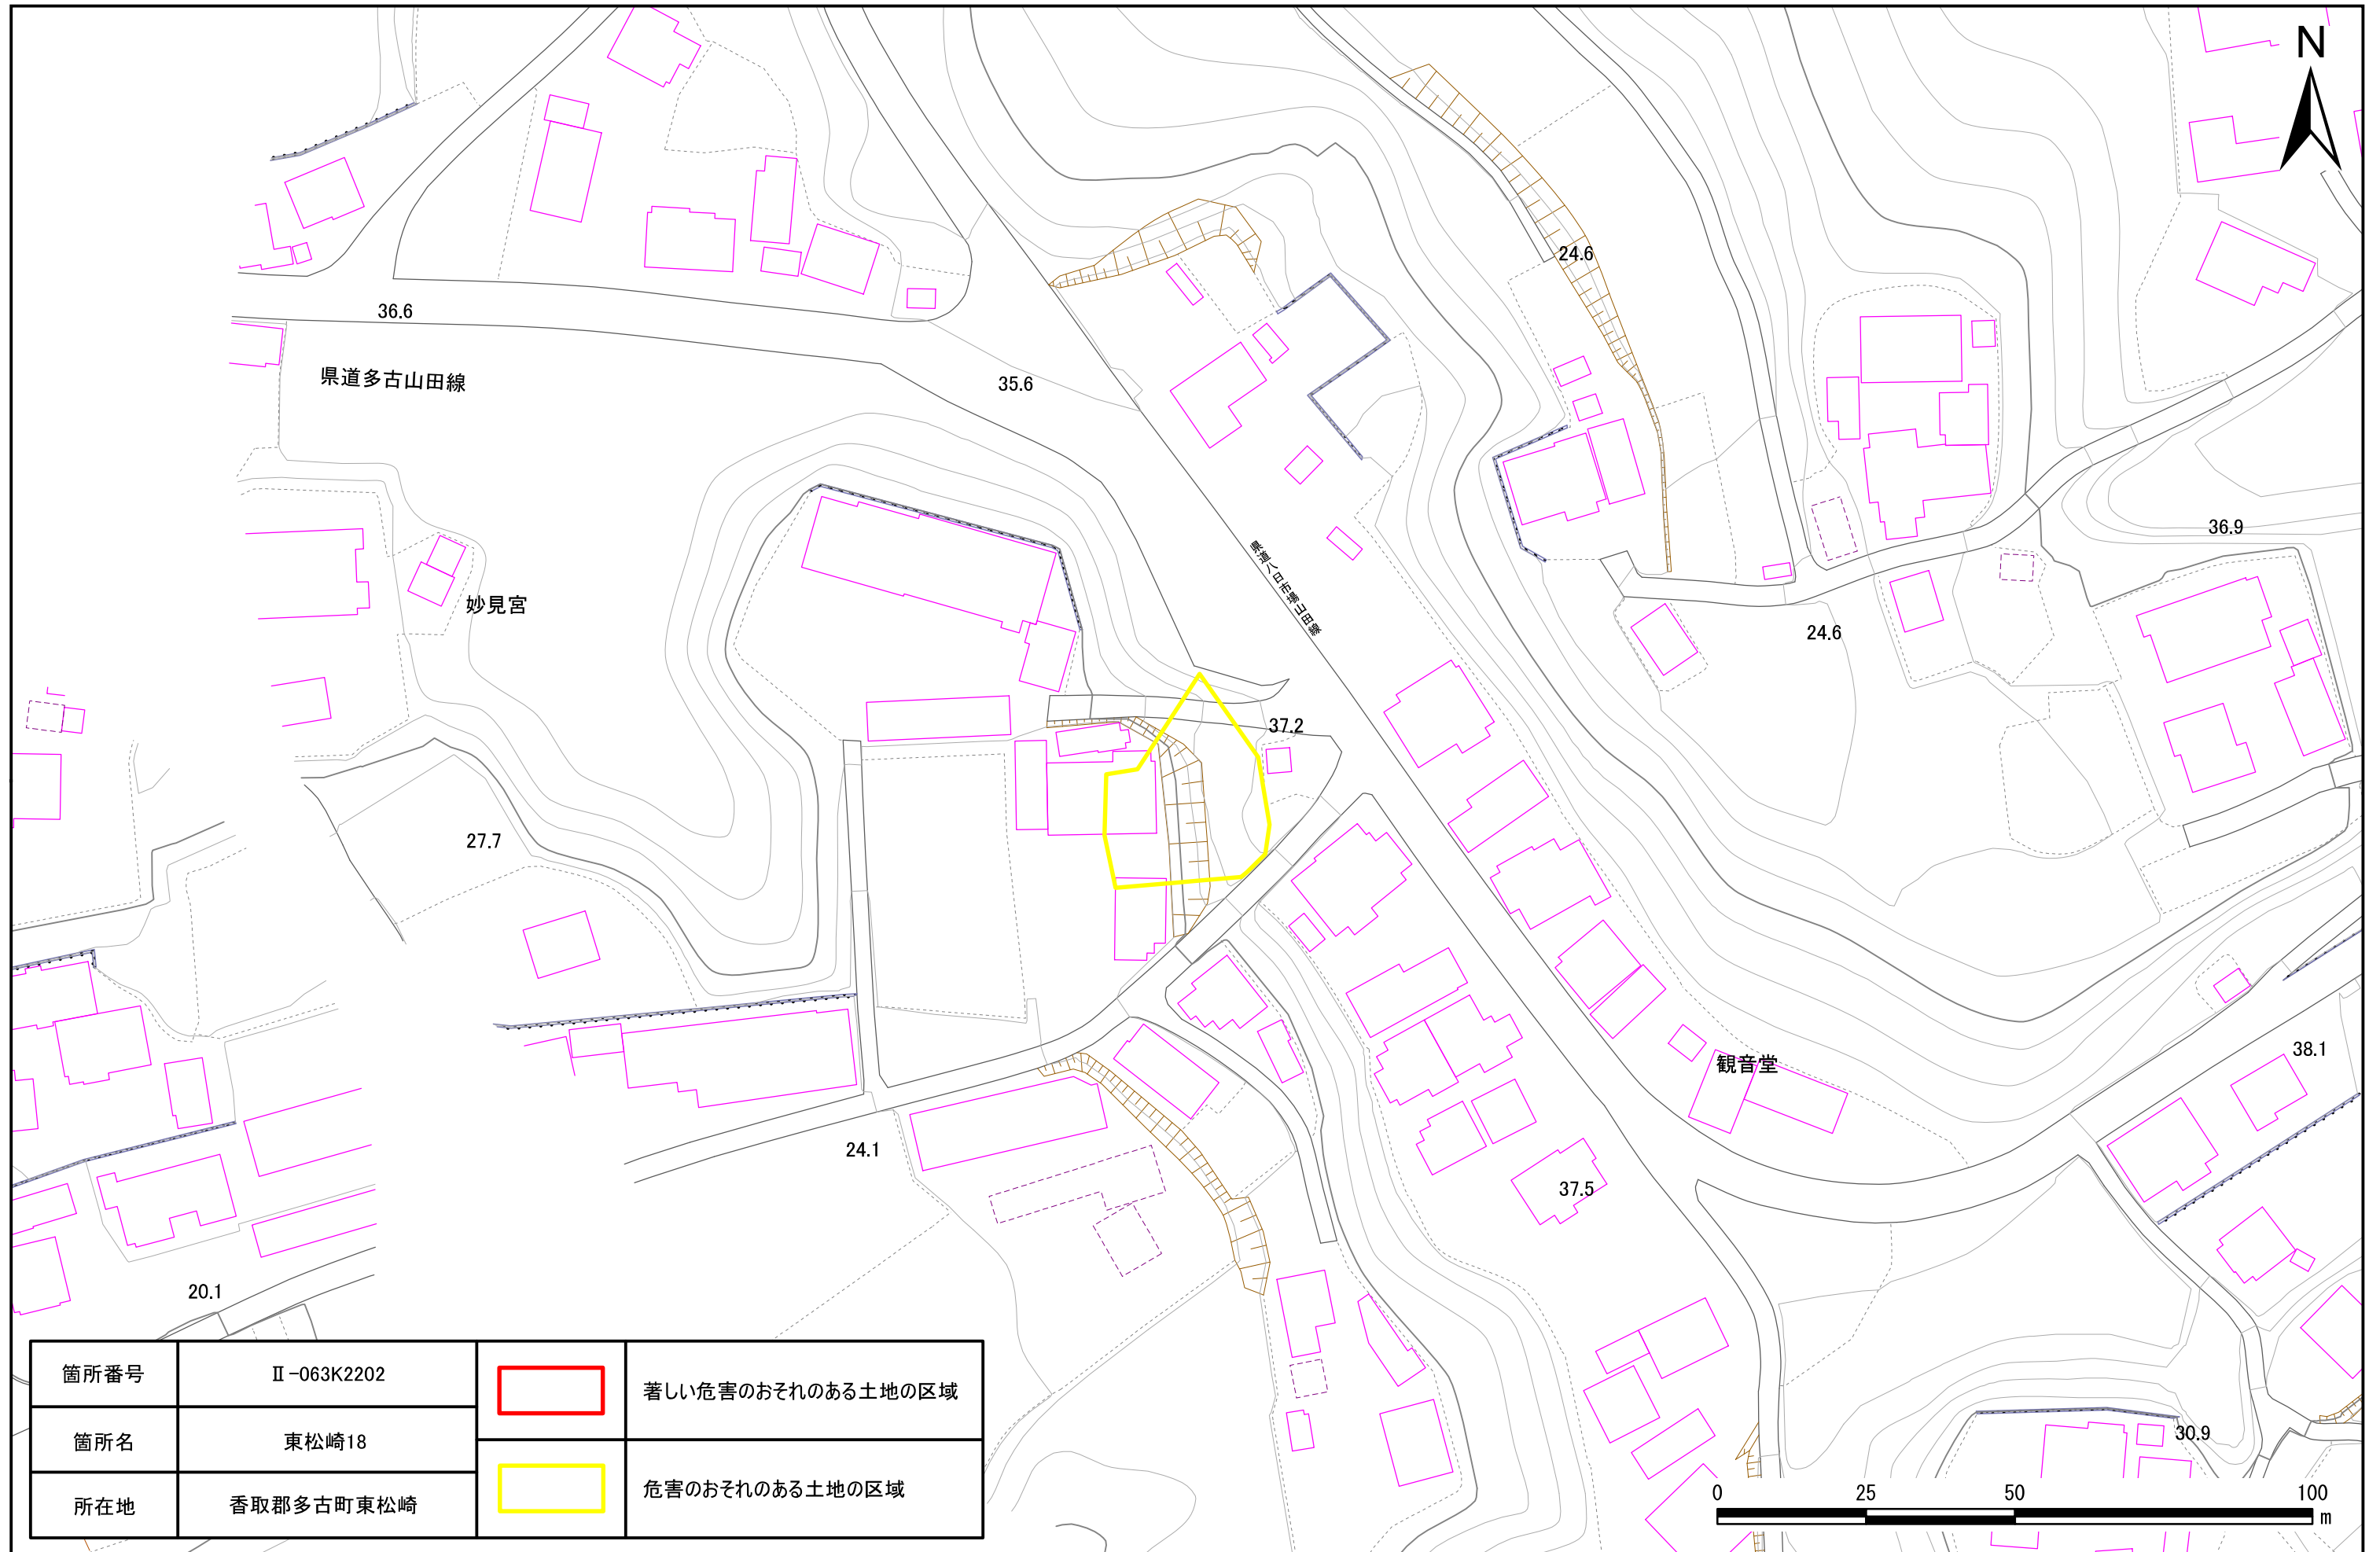 N
24.6
36.6
県道多古山田線
35.6
36.9
県道八日市場山田線
妙見宮
24.6
37.2
27.7
観音堂
38.1
24.1
37.5
20.1
30.9
箇所番号 Ⅱ-063K2202
箇所名 東松崎18
所在地 香取郡多古町東松崎
著しい危害のおそれのある土地の区域
危害のおそれのある土地の区域
0 25 50 100
m